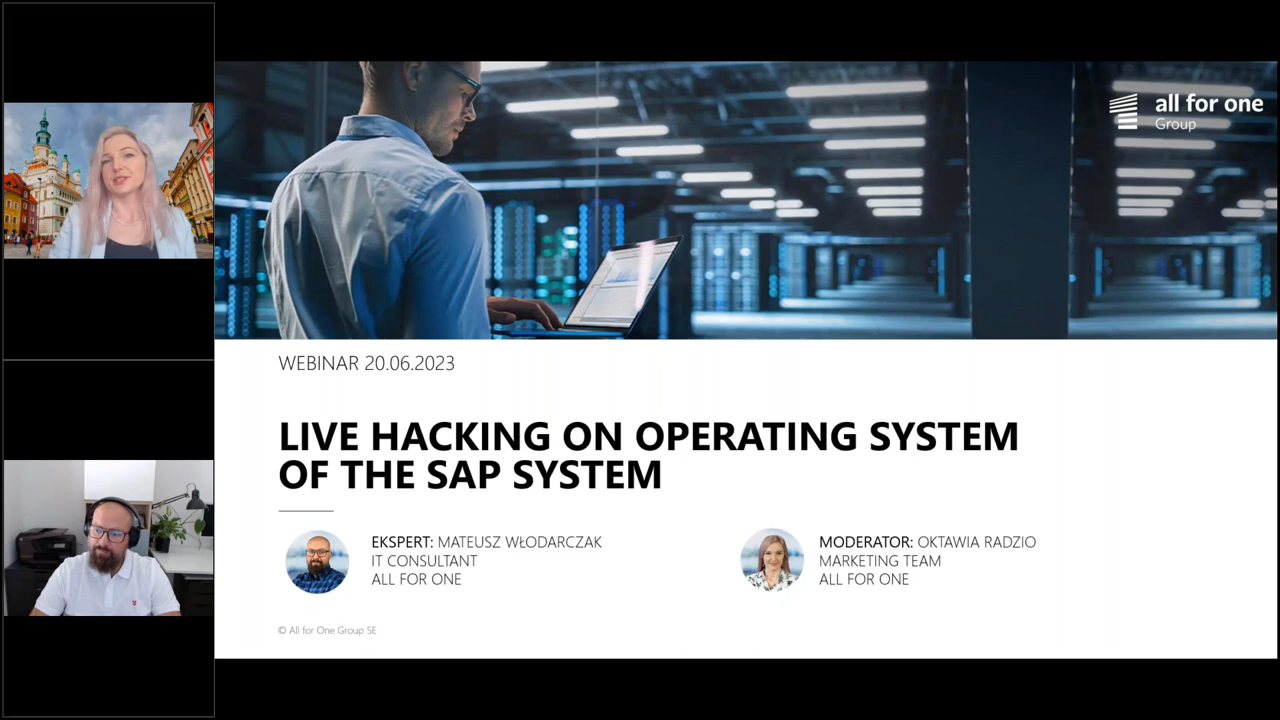 all for one
Group
WEBINAR 20.06.2023
LIVE HACKING ON OPERATING SYSTEM
OF THE SAP SYSTEM
EKSPERT: MATEUSZ WŁODARCZAK
IT CONSULTANT
ALL FOR ONE
MODERATOR: OKTAWIA RADZIO
MARKETING TEAM
ALL FOR ONE
© All for One Group SE